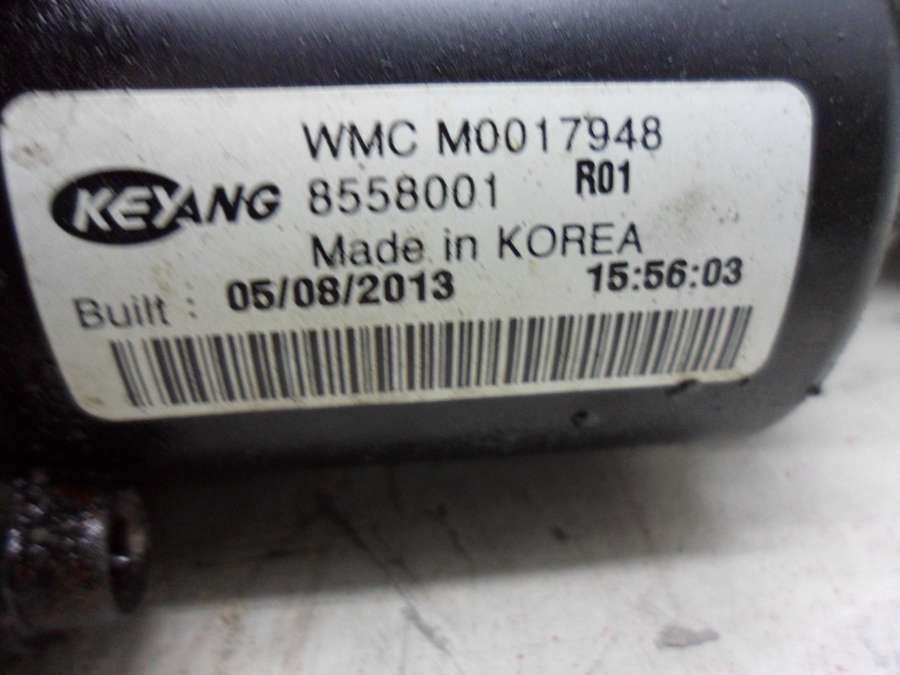 WMC M0017948
KEYANG 8558001 R01
Made in KOREA
Built : 05/08/2013 15:56:03